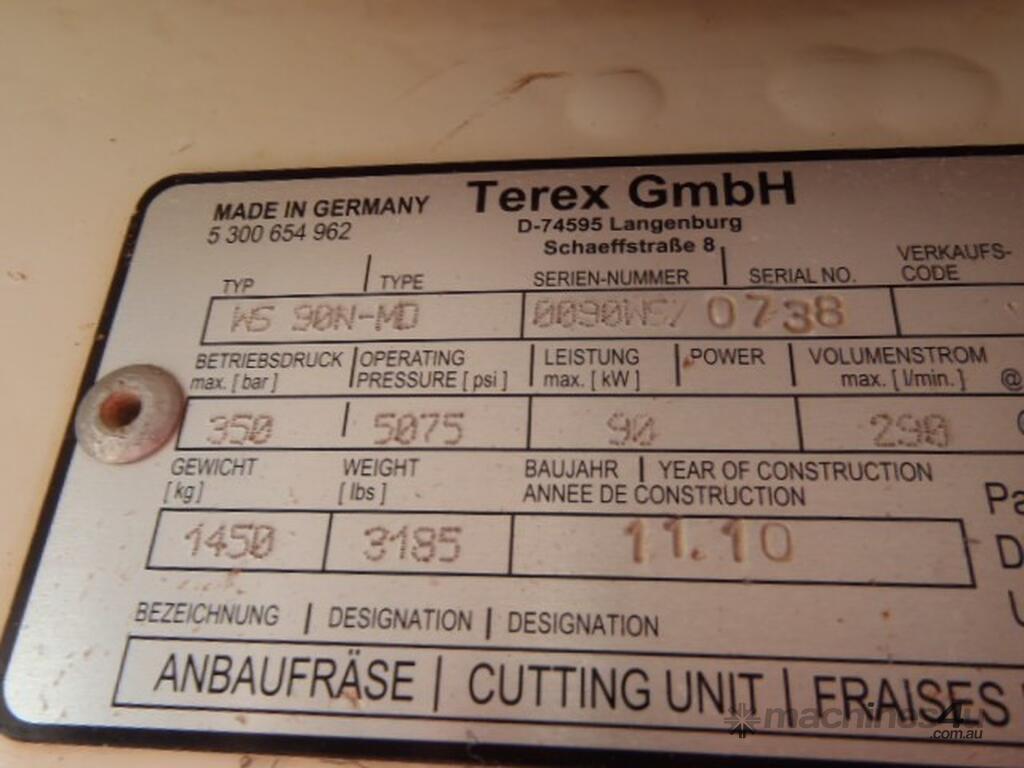 MADE IN GERMANY Terex GmbH
5 300 654 962 D-74595 Langenburg
Schaeffstraße 8
TYP | TYPE SERIEN-NUMMER | SERIAL NO. VERKAUFS-
CODE
WS 90N-MD 0090WS/ 0738
BETRIEBSDRUCK | OPERATING LEISTUNG | POWER VOLUMENSTROM
max. [ bar ] PRESSURE [ psi ] max. [ kW ] max. [ l/min. ] @
350 5075 90 290
GEWICHT WEIGHT BAUJAHR | YEAR OF CONSTRUCTION
[ kg ] [ lbs ] ANNEE DE CONSTRUCTION
1450 3185 11.10
BEZEICHNUNG | DESIGNATION | DESIGNATION
ANBAUFRÄSE | CUTTING UNIT | FRAISES
machines4u
.com.au